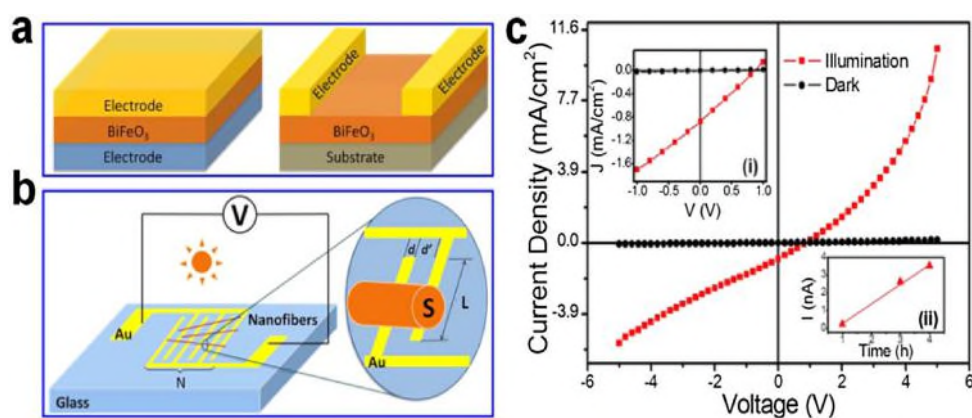 a
Electrode
BiFeO₃
Electrode
Electrode
Electrode
BiFeO₃
Substrate
b
V
Au
Nanofibers
N
Glass
d d'
L
S
Au
c
Current Density (mA/cm²)
11.6
7.7
3.9
0.0
-3.9
-6 -4 -2 0 2 4 6
Voltage (V)
Illumination
Dark
J (mA/cm²)
0.0
-0.4
-0.8
-1.2
-1.6
-1.0 -0.5 0.0 0.5 1.0
V (V)
(i)
I (nA)
4
3
2
1
0
1 2 3 4
Time (h)
(ii)